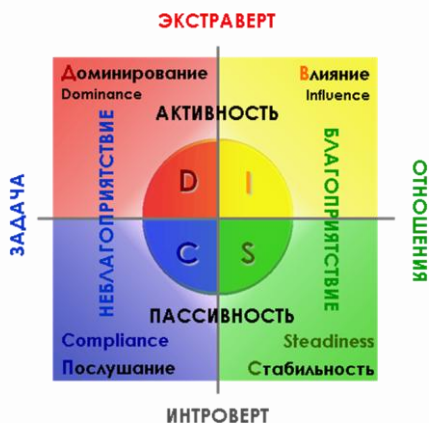 ЭКСТРАВЕРТ
Доминирование
Dominance
Влияние
Influence
АКТИВНОСТЬ
ЗАДАЧА
НЕБЛАГОПРИЯТСТВИЕ
D
I
C
S
БЛАГОПРИЯТСТВИЕ
ОТНОШЕНИЯ
ПАССИВНОСТЬ
Compliance
Послушание
Steadiness
Стабильность
ИНТРОВЕРТ